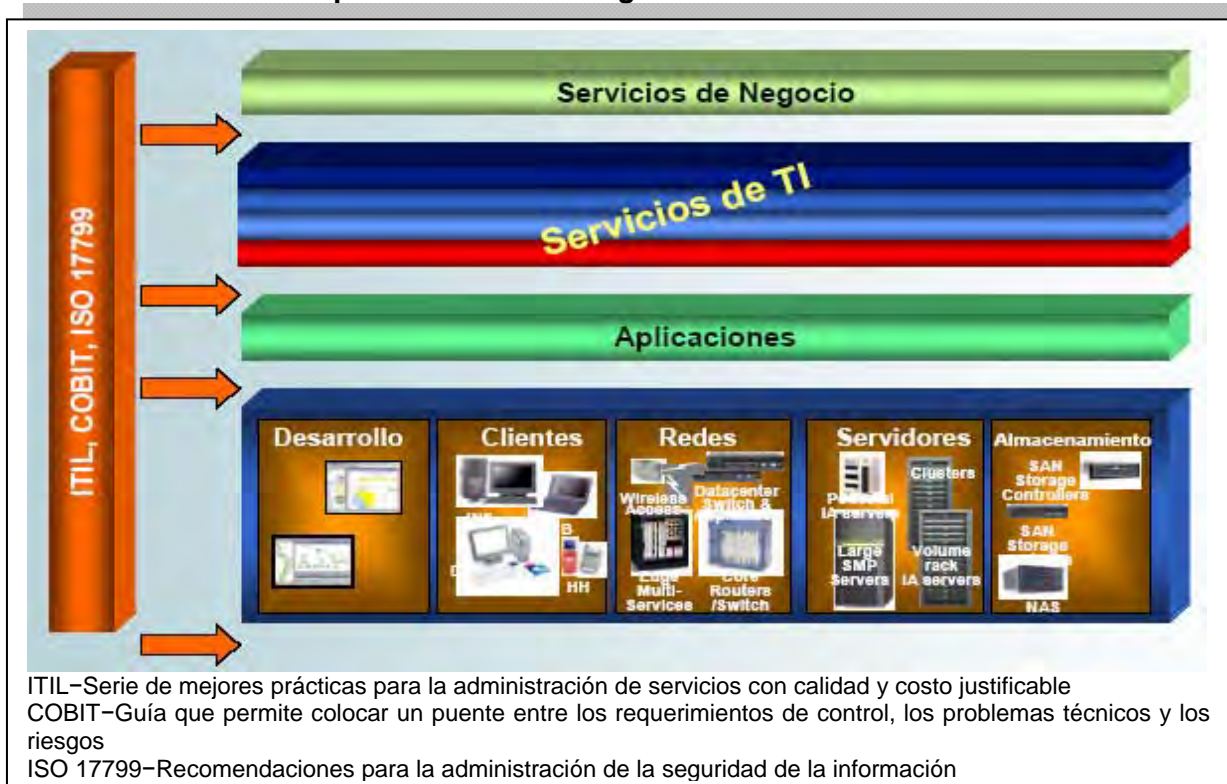 ITIL, COBIT, ISO 17799
Servicios de Negocio
Servicios de TI
Aplicaciones
Desarrollo
Clientes
HH
Redes
Wireless
Access
Datacenter
Switch &
Edge
Multi-
Services
Core
Routers
/Switch
Servidores
IA servers
Clusters
Large
SMP
Servers
Volume
rack
IA servers
Almacenamiento
SAN
Storage
Controllers
SAN
Storage
NAS
ITIL−Serie de mejores prácticas para la administración de servicios con calidad y costo justificable
COBIT−Guía que permite colocar un puente entre los requerimientos de control, los problemas técnicos y los
riesgos
ISO 17799−Recomendaciones para la administración de la seguridad de la información